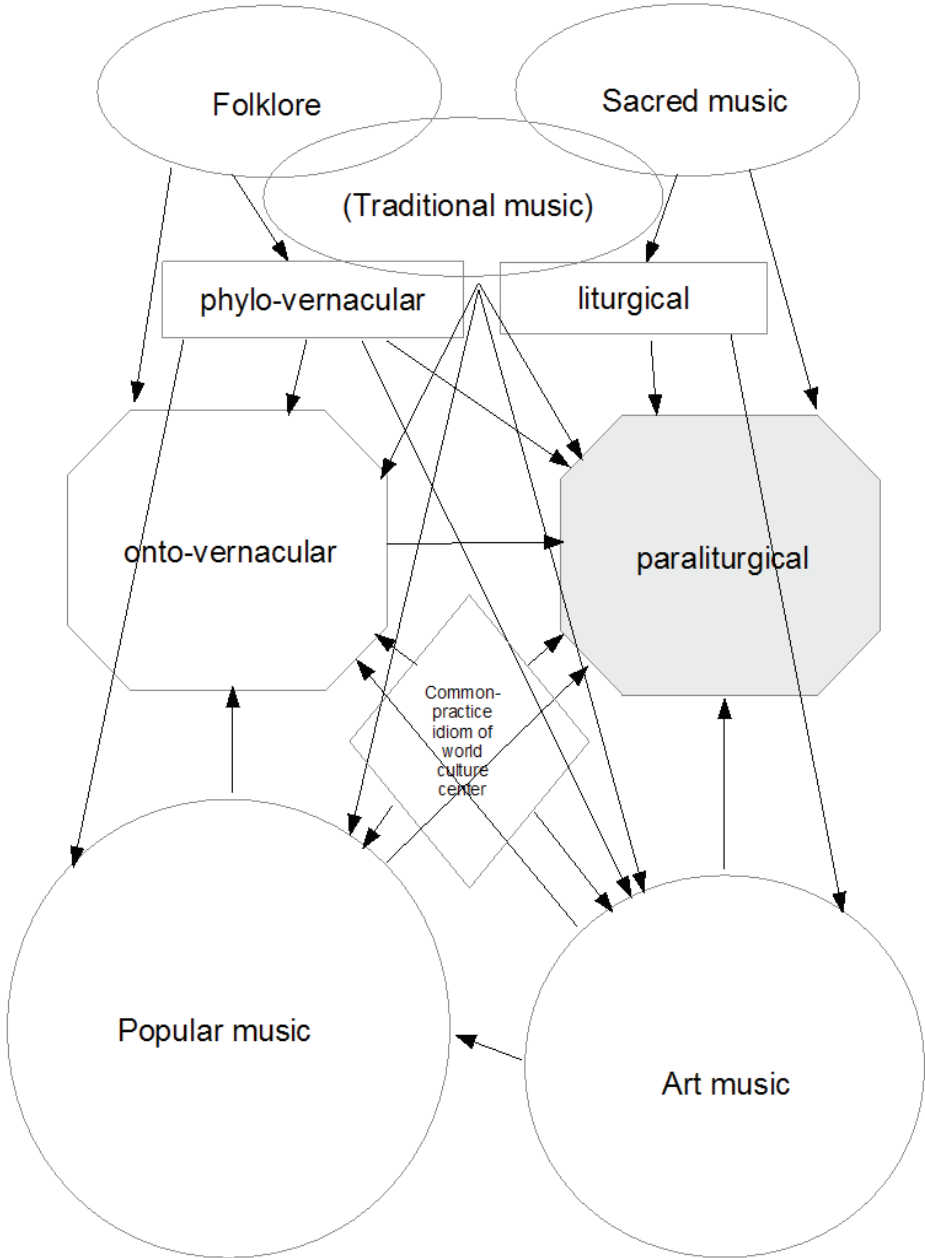 Folklore
Sacred music
(Traditional music)
phylo-vernacular
liturgical
onto-vernacular
paraliturgical
Common-
practice
idiom of
world
culture
center
Popular music
Art music